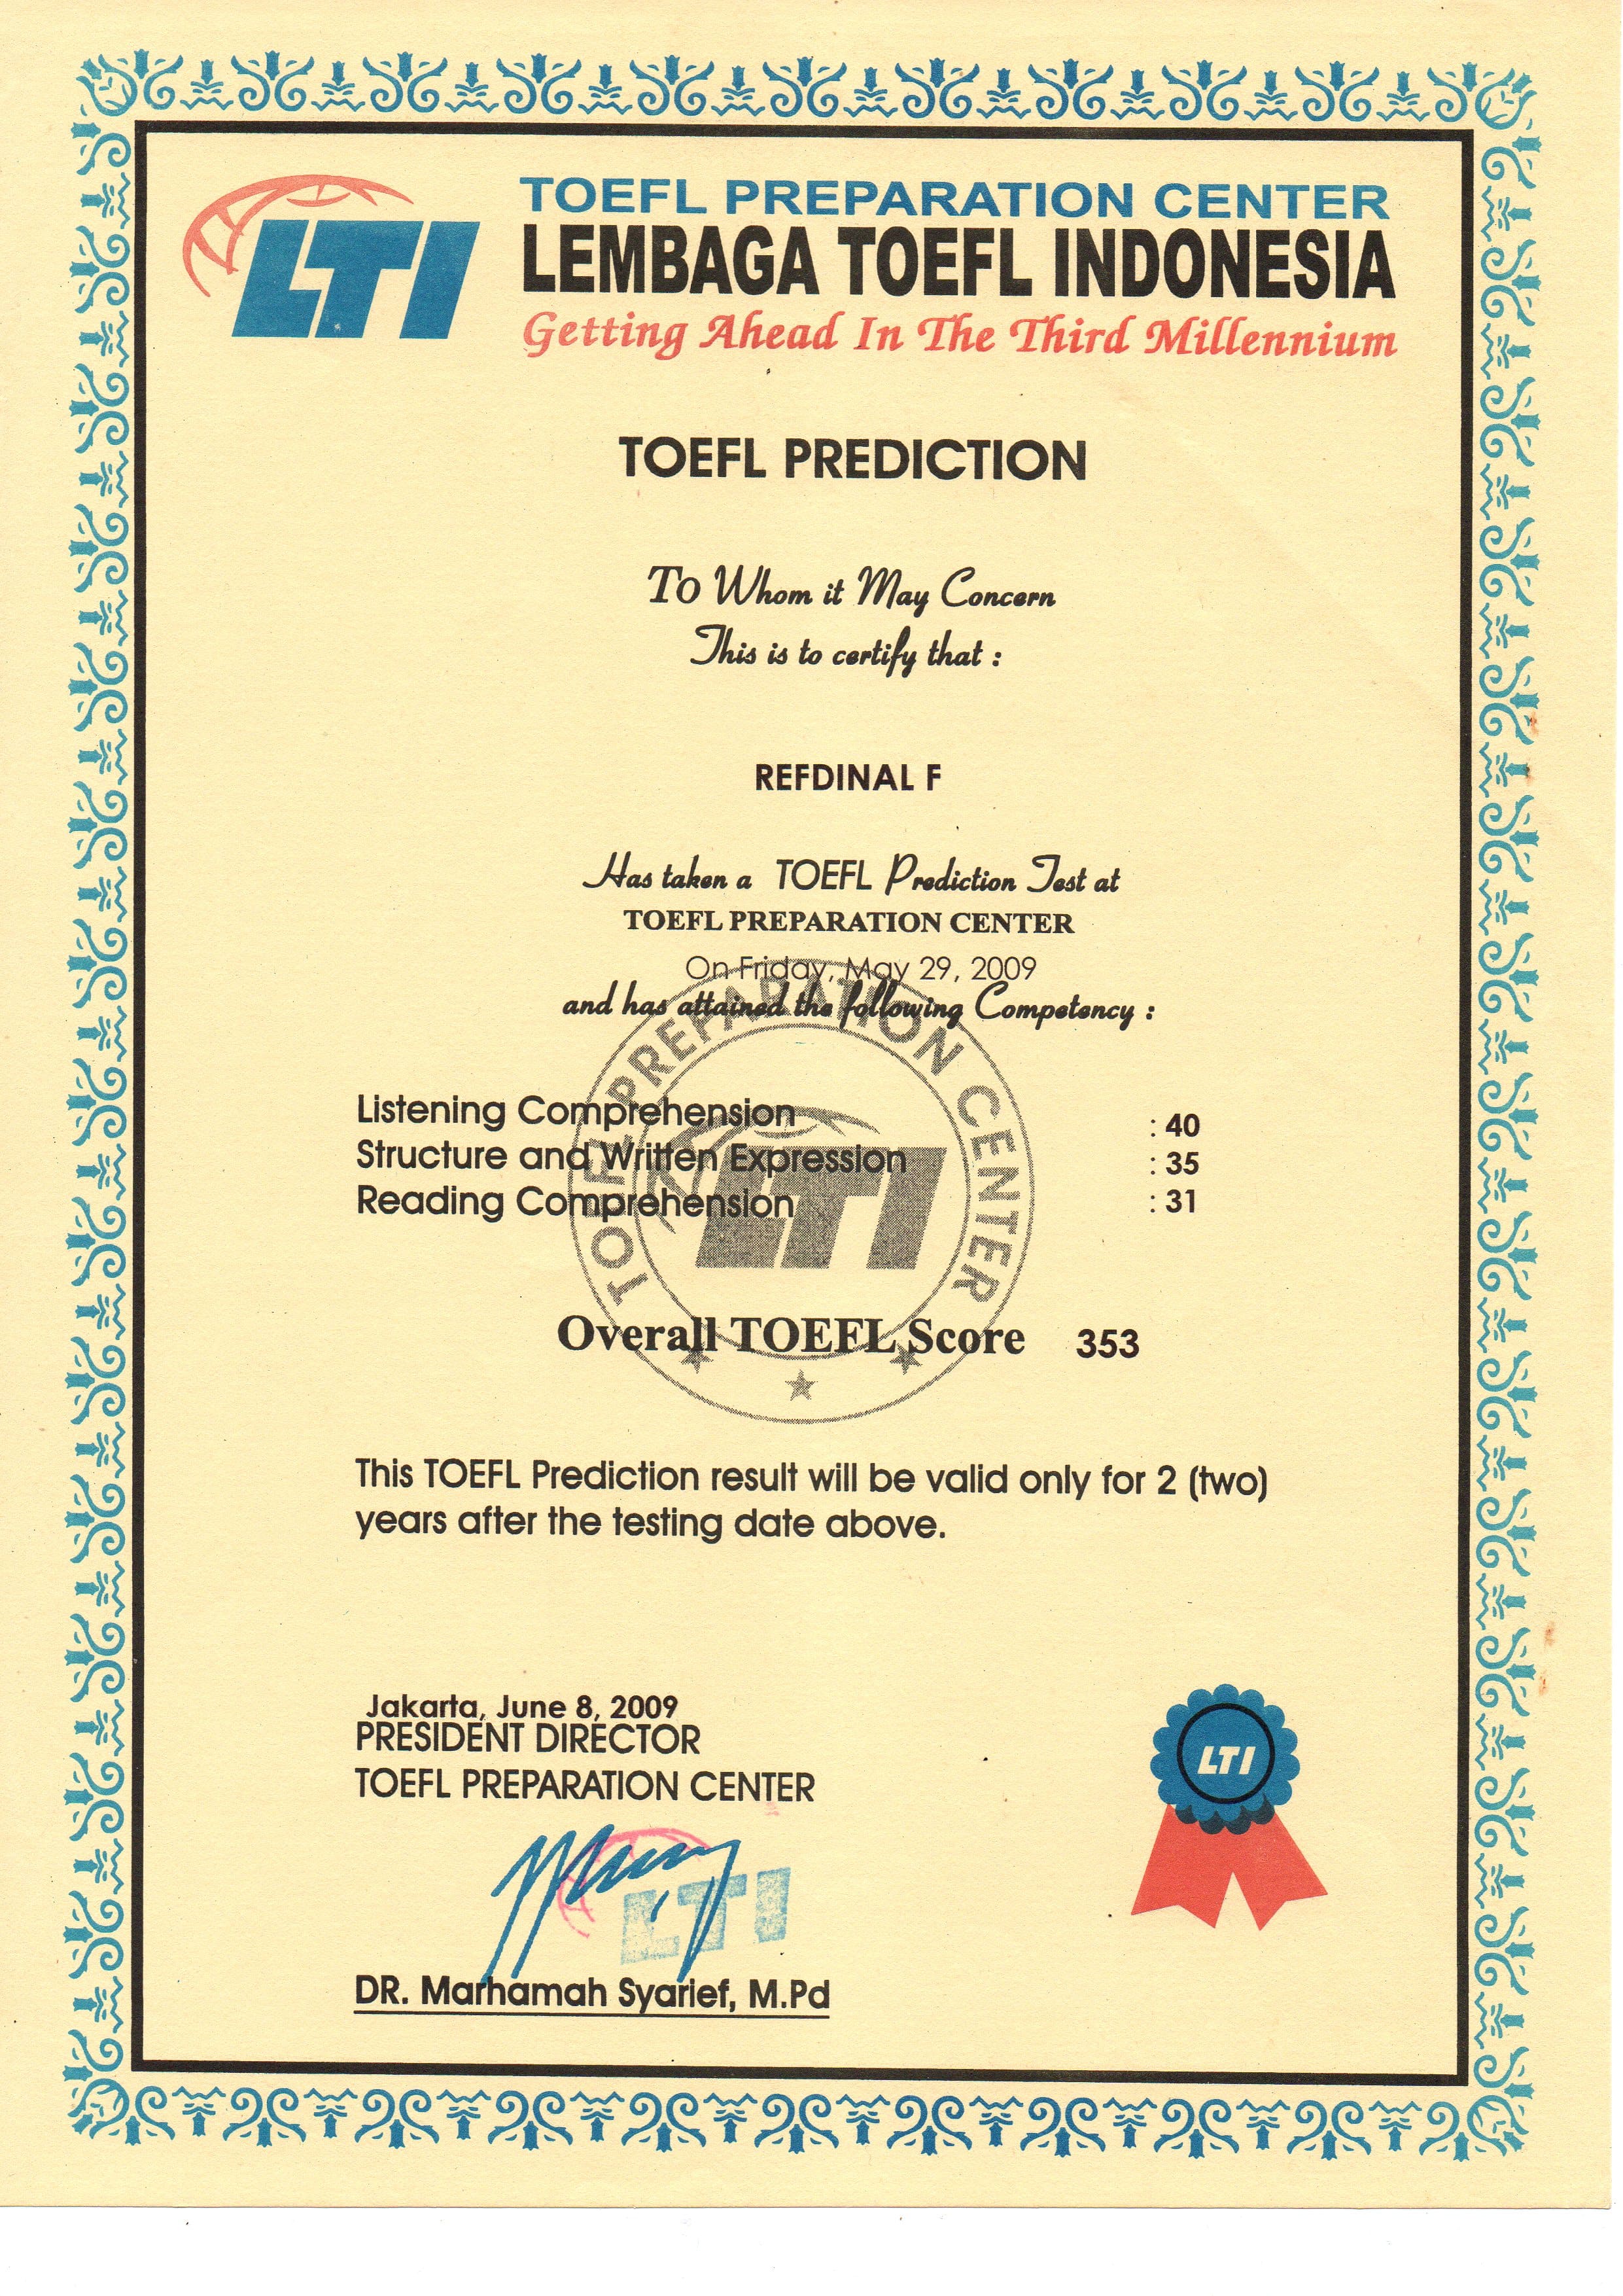 LTI
TOEFL PREPARATION CENTER
LEMBAGA TOEFL INDONESIA
Getting Ahead In The Third Millennium
TOEFL PREDICTION
To Whom it May Concern
This is to certify that :
REFDINAL F
Has taken a TOEFL Prediction Test at
TOEFL PREPARATION CENTER
On Friday, May 29, 2009
and has attained the following Competency :
Listening Comprehension : 40
Structure and Written Expression : 35
Reading Comprehension : 31
TOEFL PREPARATION CENTER
LTI
Overall TOEFL Score 353
This TOEFL Prediction result will be valid only for 2 (two)
years after the testing date above.
Jakarta, June 8, 2009
PRESIDENT DIRECTOR
TOEFL PREPARATION CENTER
LTI
DR. Marhamah Syarief, M.Pd
LTI